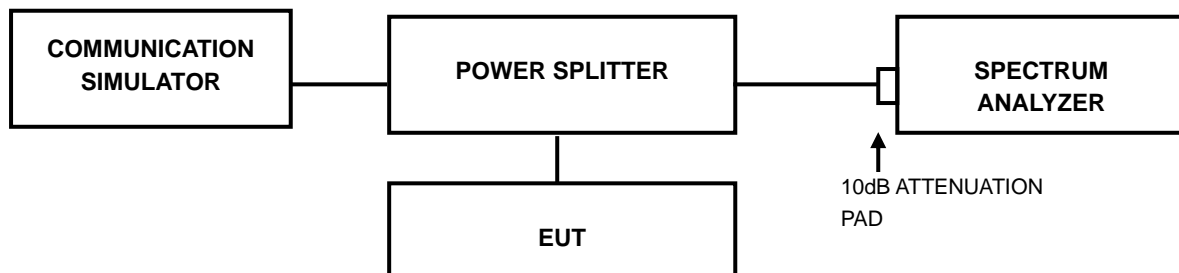 COMMUNICATION
SIMULATOR
POWER SPLITTER
SPECTRUM
ANALYZER
10dB ATTENUATION
PAD
EUT